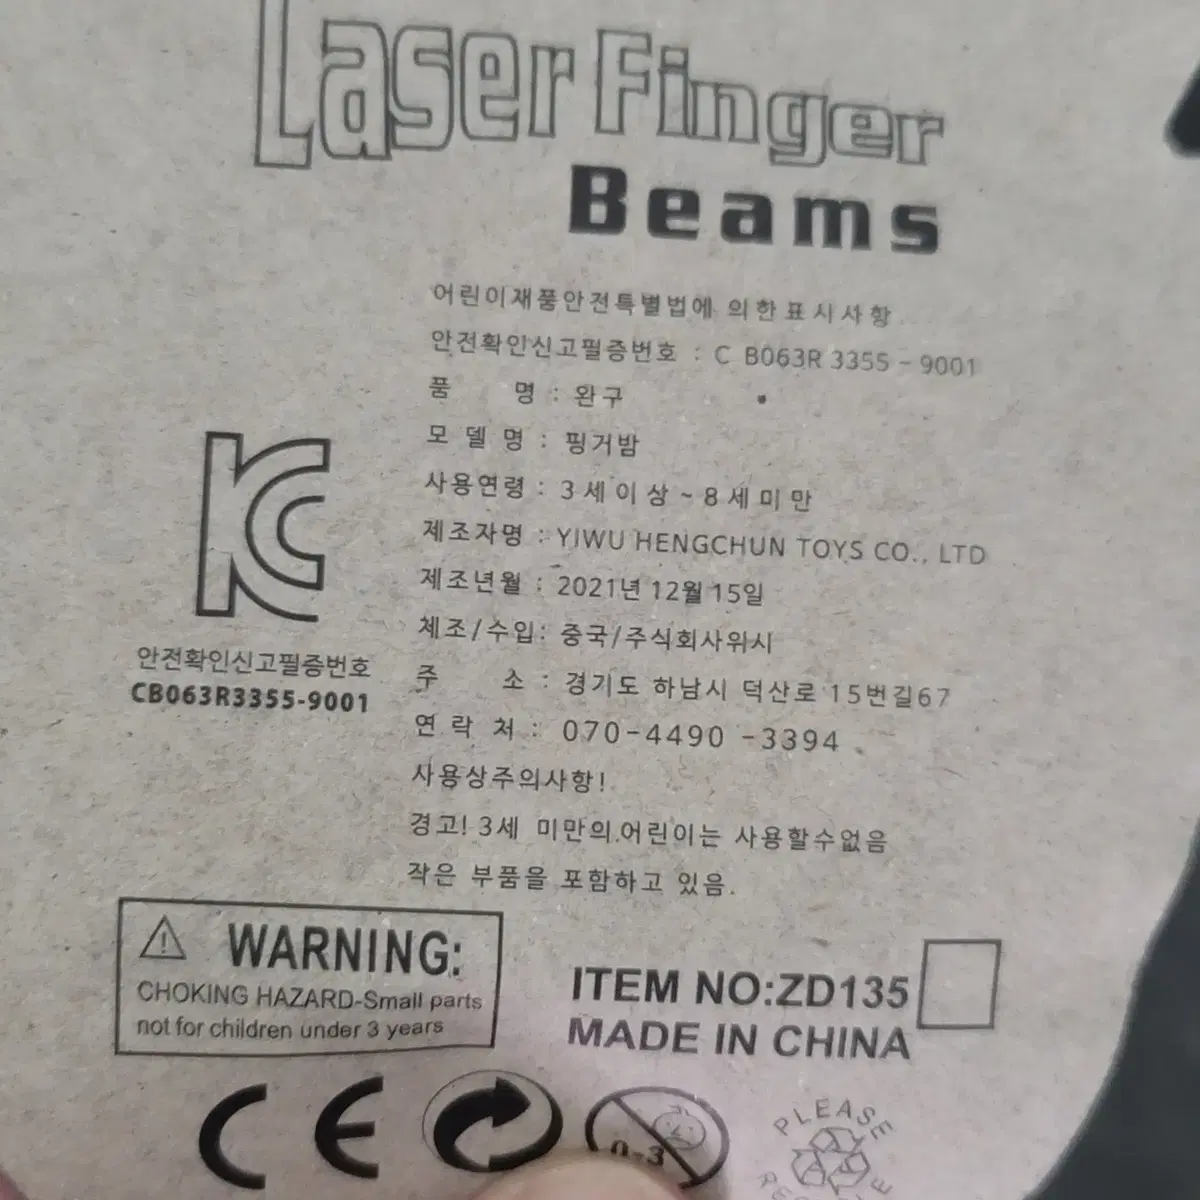 Laser Finger
Beams
어린이재품안전특별법에 의한표시사항
안전확인신고필증번호 : C B063R 3355 - 9001
품 명 : 완구
모 델 명 : 핑거밤
사용연령 : 3세이상~8세미만
제조자명 : YIWU HENGCHUN TOYS CO., LTD
제조년월 : 2021년 12월 15일
체조/수입: 중국/주식회사위시
주 소 : 경기도 하남시 덕산로 15번길67
연 락 처 : 070-4490 -3394
사용상주의사항!
경고! 3세 미만의 어린이는 사용할수없음
작은 부품을 포함하고 있음.
KC
안전확인신고필증번호
CB063R3355-9001
WARNING:
CHOKING HAZARD-Small parts
not for children under 3 years
ITEM NO:ZD135
MADE IN CHINA
CE
0-3
PLEASE